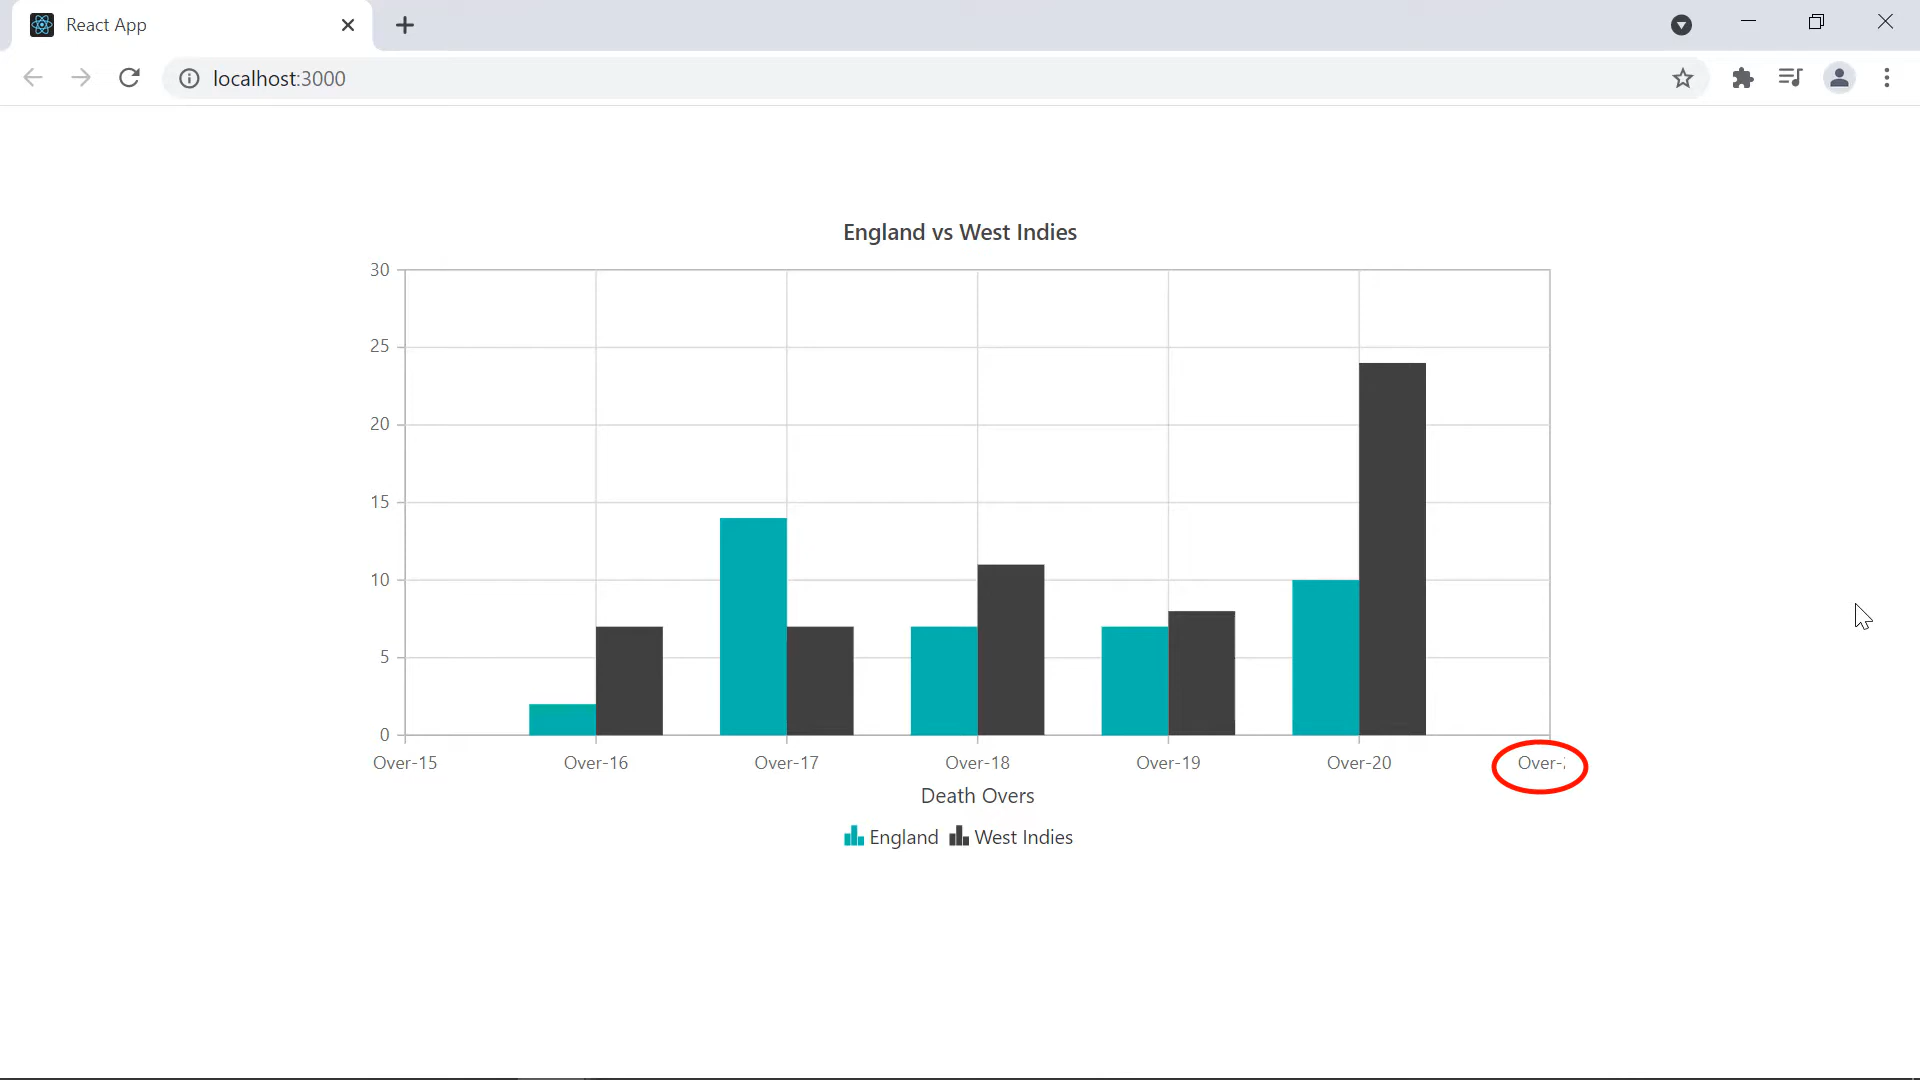 React App
localhost:3000
England vs West Indies
30
25
20
15
10
5
0
Over-15 Over-16 Over-17 Over-18 Over-19 Over-20 Over-
Death Overs
England West Indies